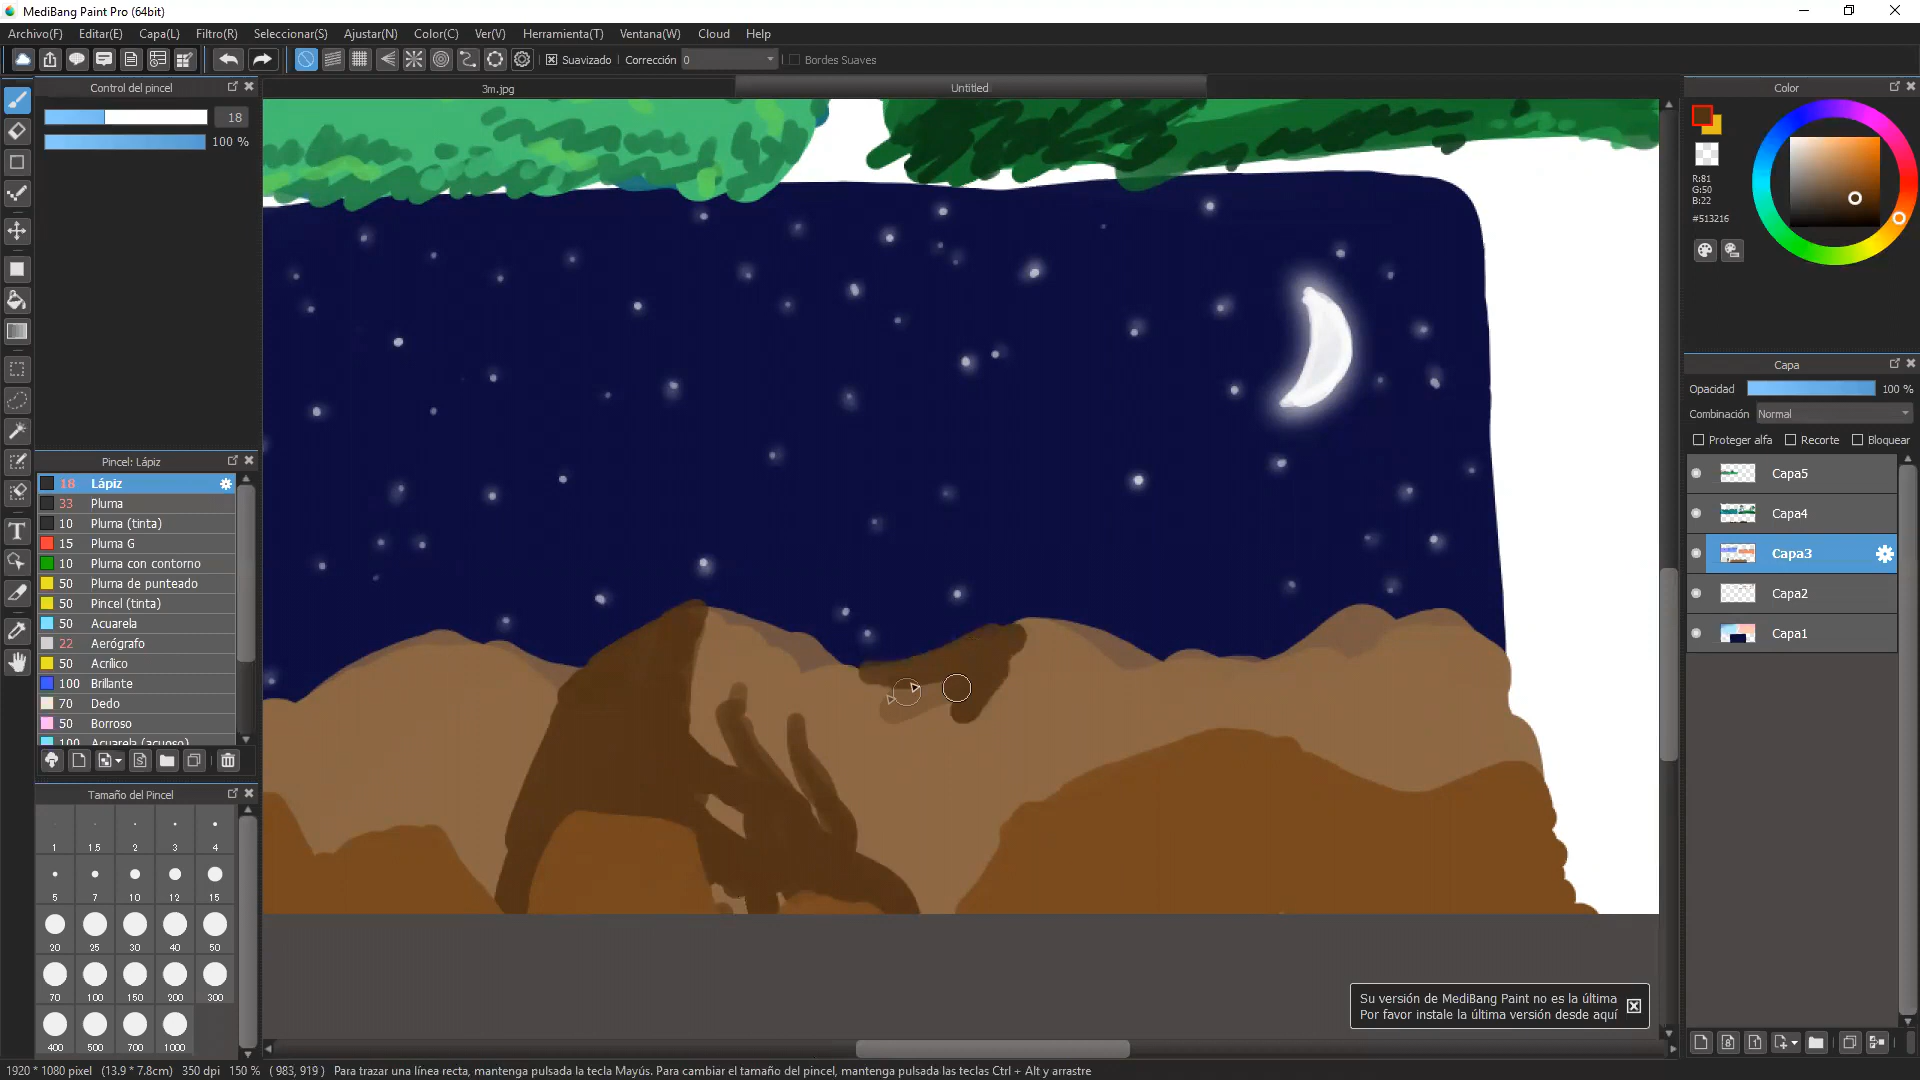 MediBang Paint Pro (64bit)
Archivo(F) Editar(E) Capa(L) Filtro(R) Seleccionar(S) Ajustar(N) Color(C) Ver(V) Herramienta(T) Ventana(W) Cloud Help
Suavizado Corrección 0 Bordes Suaves
Control del pincel
3m.jpg
Untitled
Color
18
100 %
R:81
G:50
B:22
#513216
Capa
Opacidad 100 %
Combinación Normal
Proteger alfa Recorte Bloquear
Capa5
Capa4
Capa3
Capa2
Capa1
Pincel: Lápiz
18 Lápiz
33 Pluma
10 Pluma (tinta)
15 Pluma G
10 Pluma con contorno
50 Pluma de punteado
50 Pincel (tinta)
50 Acuarela
22 Aerógrafo
50 Acrílico
100 Brillante
70 Dedo
50 Borroso
100 Acuarela (acuoso)
Tamaño del Pincel
1 1.5 2 3 4
5 7 10 12 15
20 25 30 40 50
70 100 150 200 300
400 500 700 1000
Su versión de MediBang Paint no es la última
Por favor instale la última versión desde aquí
1920 * 1080 pixel (13.9 * 7.8cm) 350 dpi 150 % ( 983, 919 ) Para trazar una línea recta, mantenga pulsada la tecla Mayús. Para cambiar el tamaño del pincel, mantenga pulsada las teclas Ctrl + Alt y arrastre